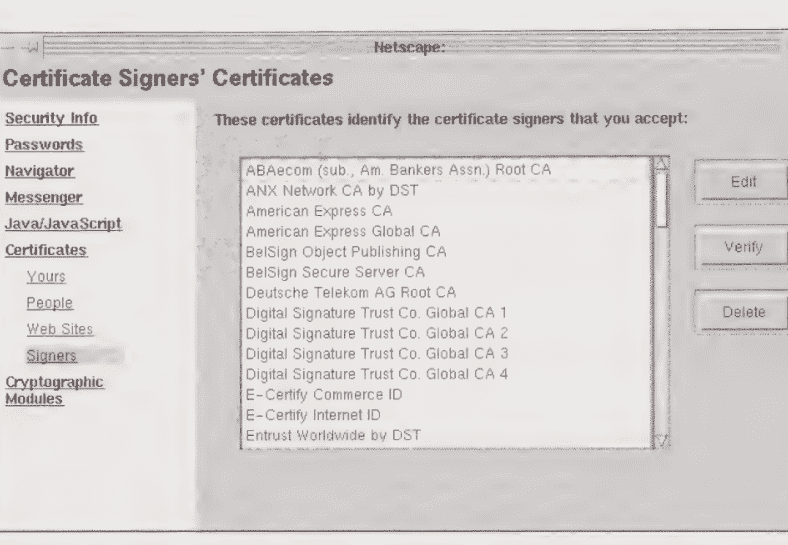 Netscape:
Certificate Signers' Certificates
Security Info
Passwords
Navigator
Messenger
Java/JavaScript
Certificates
Yours
People
Web Sites
Signers
Cryptographic
Modules
These certificates identify the certificate signers that you accept:
ABAecom (sub., Am. Bankers Assn.) Root CA
ANX Network CA by DST
American Express CA
American Express Global CA
BelSign Object Publishing CA
BelSign Secure Server CA
Deutsche Telekom AG Root CA
Digital Signature Trust Co. Global CA 1
Digital Signature Trust Co. Global CA 2
Digital Signature Trust Co. Global CA 3
Digital Signature Trust Co. Global CA 4
E-Certify Commerce ID
E-Certify Internet ID
Entrust Worldwide by DST
Edit
Verify
Delete